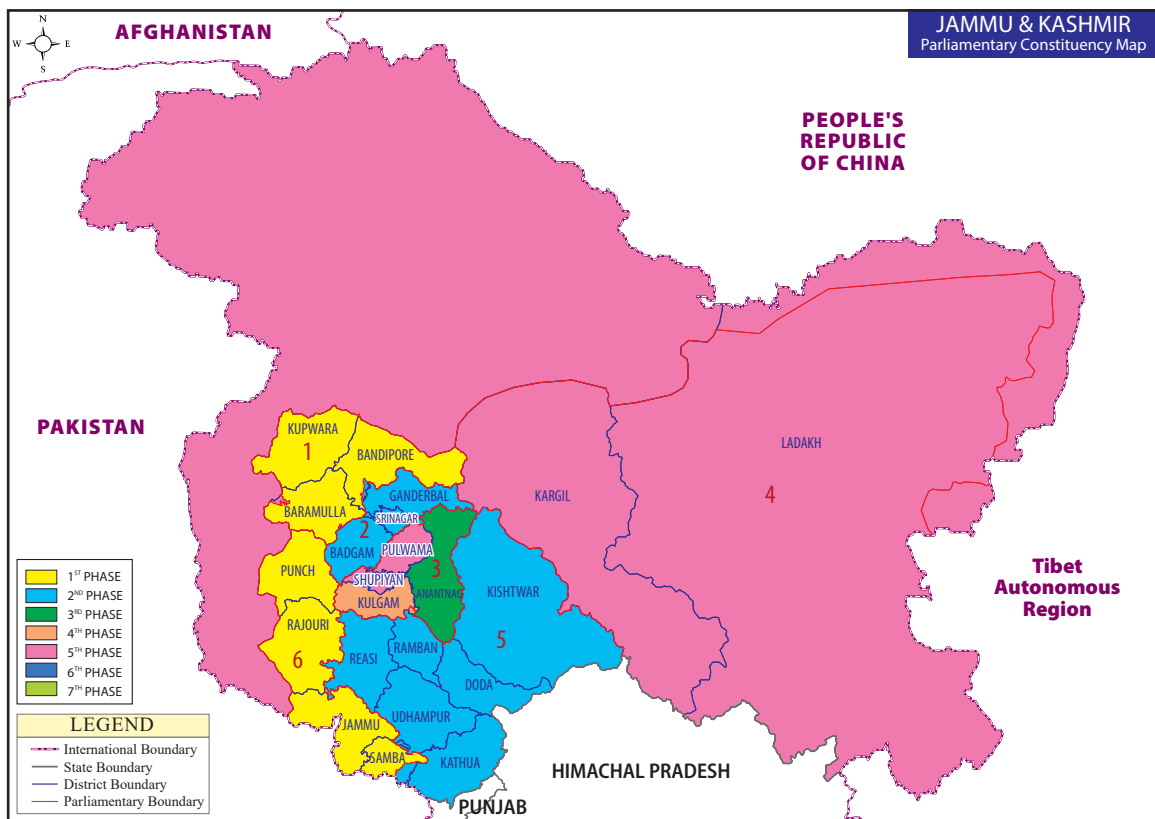 JAMMU & KASHMIR
Parliamentary Constituency Map
N
W E
S
AFGHANISTAN
PEOPLE'S
REPUBLIC
OF CHINA
PAKISTAN
KUPWARA
1
BANDIPORE
LADAKH
4
KARGIL
GANDERBAL
BARAMULLA
SRINAGAR
2
BADGAM
PULWAMA
3
PUNCH
SHUPIYAN
ANANTNAG
KISHTWAR
KULGAM
5
Tibet
Autonomous
Region
RAJOURI
6
REASI
RAMBAN
DODA
UDHAMPUR
JAMMU
SSAMBA
KATHUA
HIMACHAL PRADESH
PUNJAB
1ST PHASE
2ND PHASE
3RD PHASE
4TH PHASE
5TH PHASE
6TH PHASE
7TH PHASE
LEGEND
International Boundary
State Boundary
District Boundary
Parliamentary Boundary